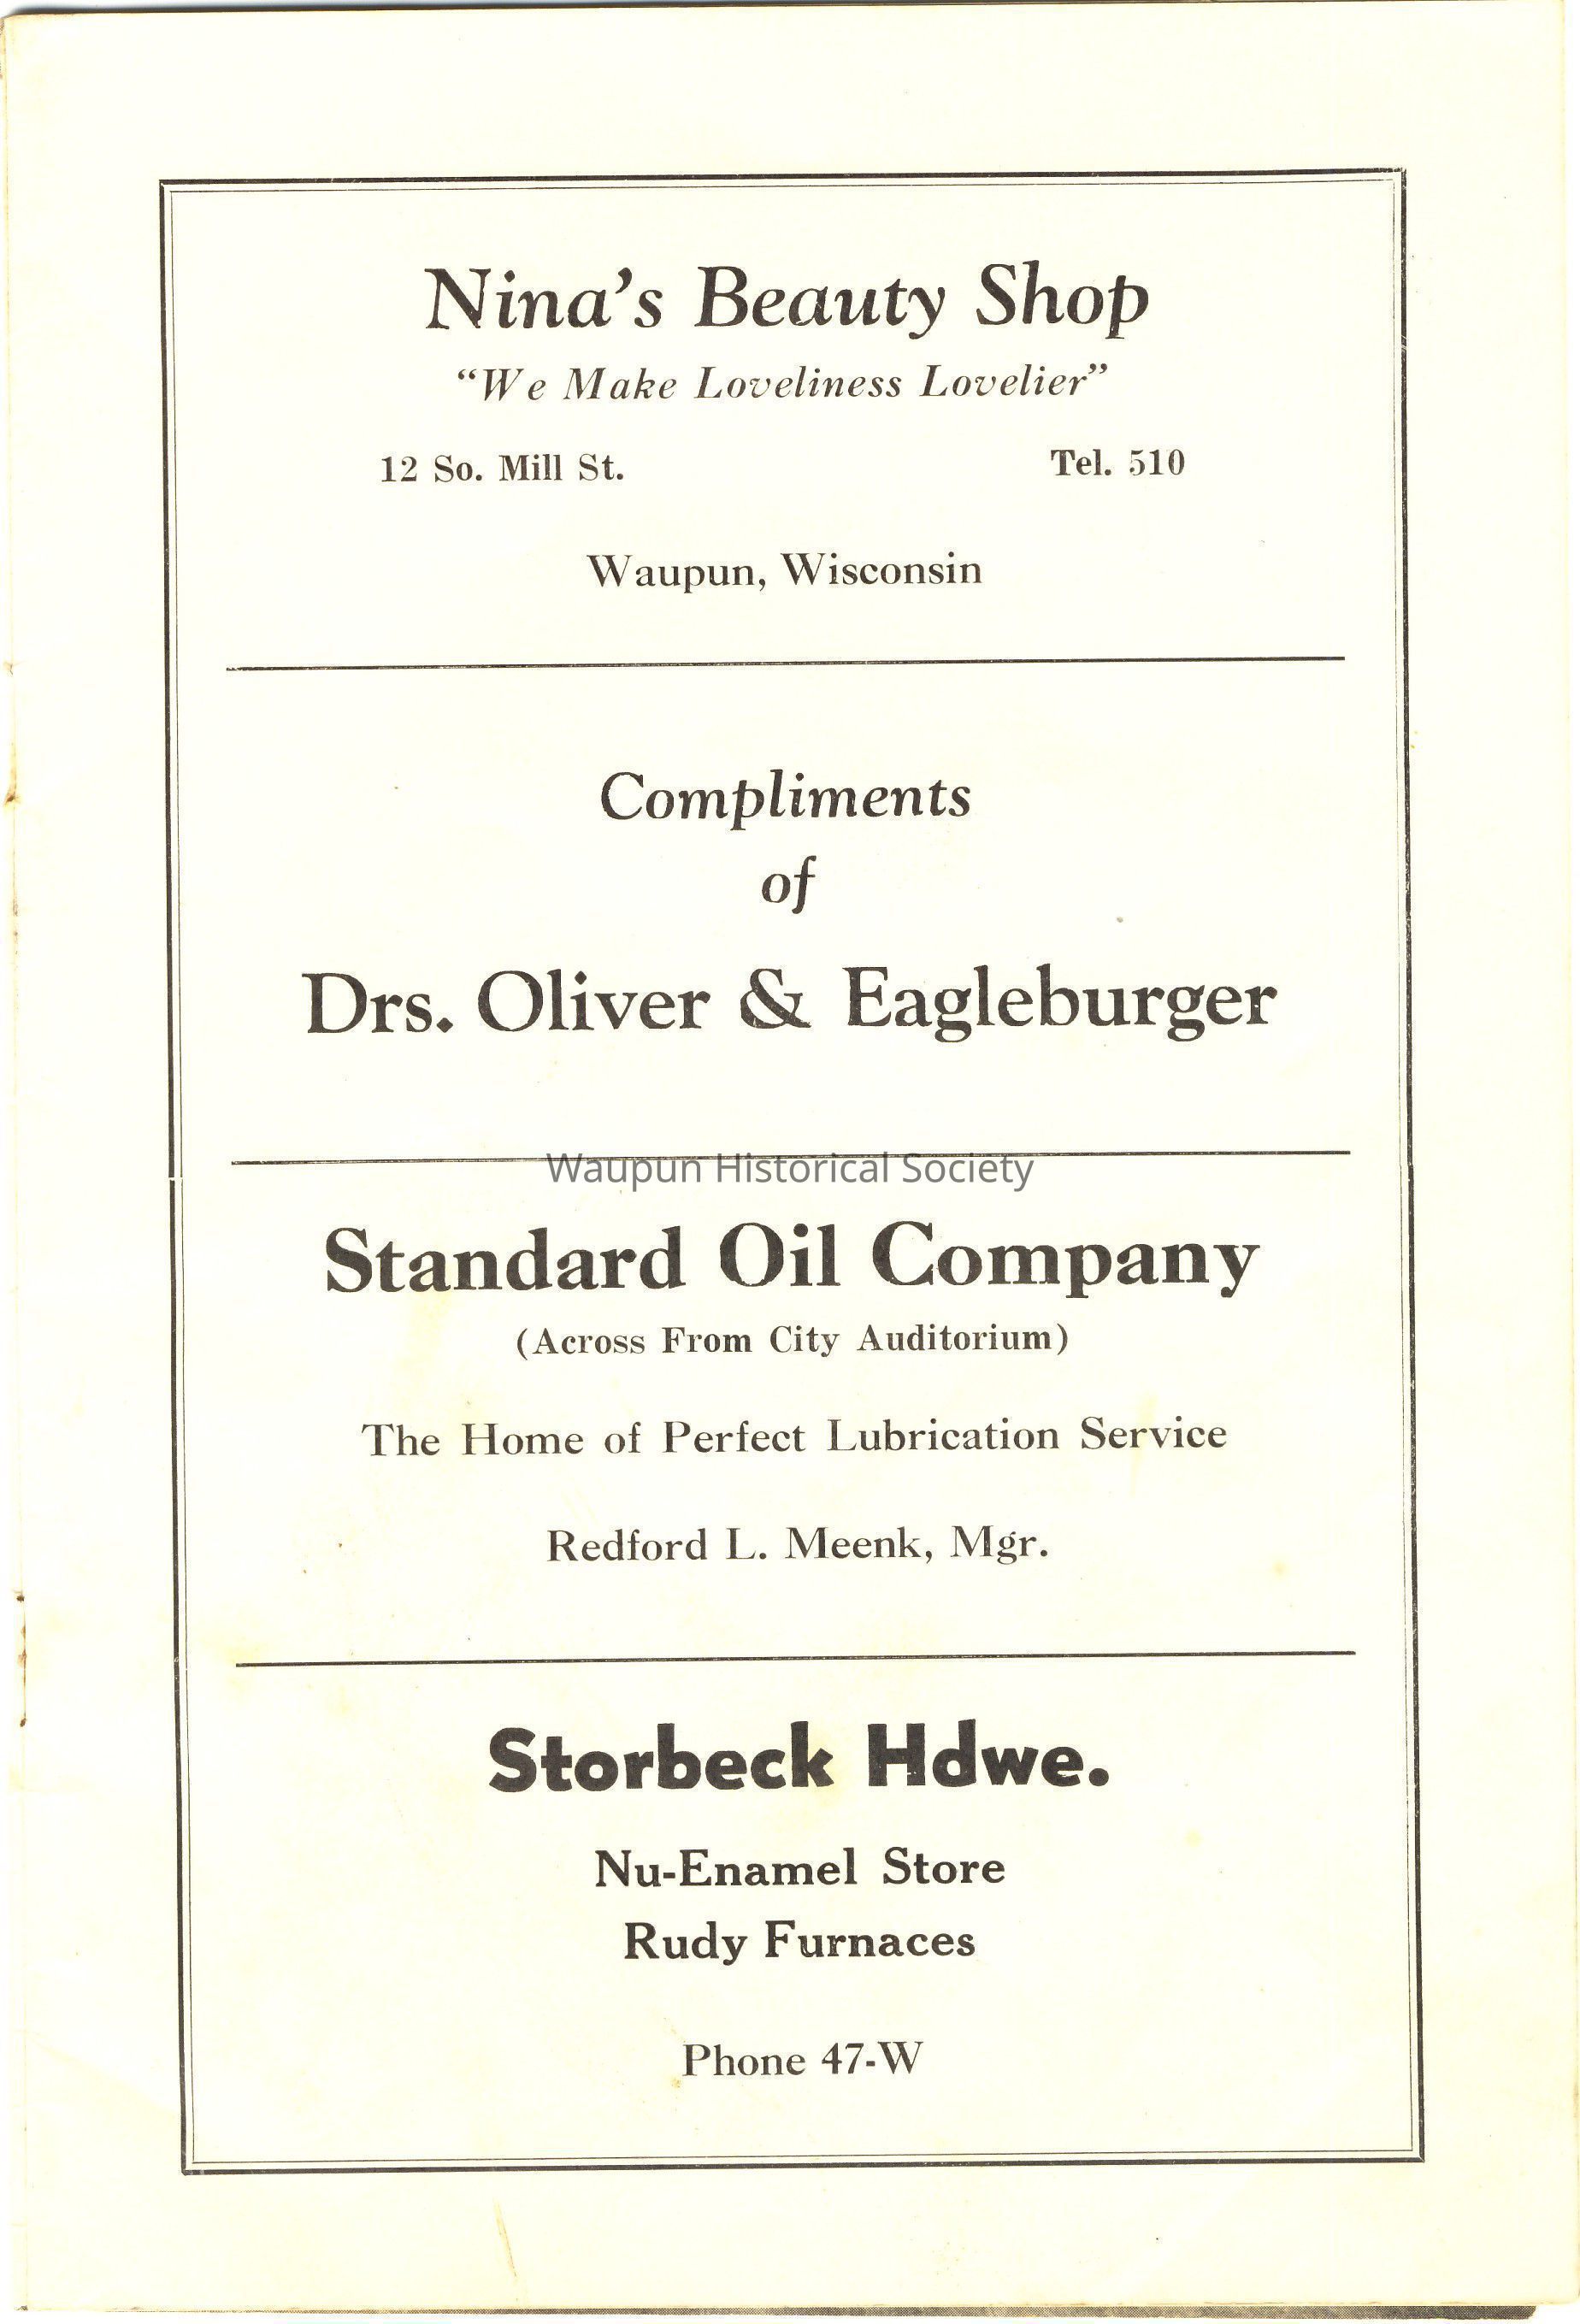 Nina's Beauty Shop
“We Make Loveliness Lovelier”
12 So. Mill St. Tel. 510
Waupun, Wisconsin
Compliments
of
Drs. Oliver & Eagleburger
Waupun Historical Society
Standard Oil Company
(Across From City Auditorium)
The Home of Perfect Lubrication Service
Redford L. Meenk, Mgr.
Storbeck Hdwe.
Nu-Enamel Store
Rudy Furnaces
Phone 47-W